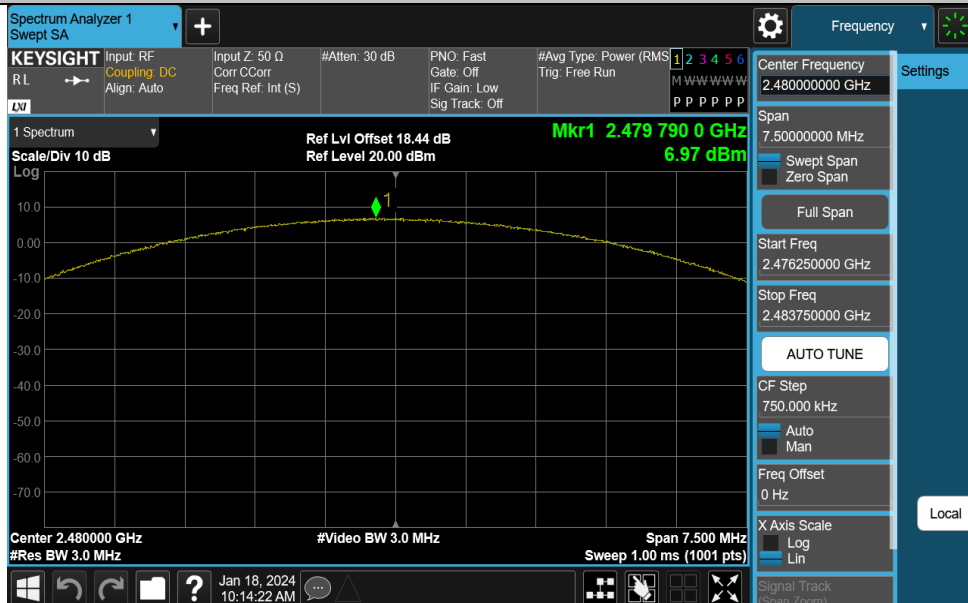 Spectrum Analyzer 1
Swept SA
+
Frequency
KEYSIGHT
RL
LXI
Input: RF
Coupling: DC
Align: Auto
Input Z: 50 Ω
Corr CCorr
Freq Ref: Int (S)
#Atten: 30 dB
PNO: Fast
Gate: Off
IF Gain: Low
Sig Track: Off
#Avg Type: Power (RMS
Trig: Free Run
1 2 3 4 5 6
M W W W W W
P P P P P P
Center Frequency
2.480000000 GHz
Settings
Span
7.50000000 MHz
Swept Span
Zero Span
Full Span
Start Freq
2.476250000 GHz
Stop Freq
2.483750000 GHz
AUTO TUNE
CF Step
750.000 kHz
Auto
Man
Freq Offset
0 Hz
X Axis Scale
Log
Lin
Signal Track
(Span Zoom)
Local
1 Spectrum
Scale/Div 10 dB
Log
Ref Lvl Offset 18.44 dB
Ref Level 20.00 dBm
Mkr1 2.479 790 0 GHz
6.97 dBm
1
10.0
0.00
-10.0
-20.0
-30.0
-40.0
-50.0
-60.0
-70.0
Center 2.480000 GHz
#Res BW 3.0 MHz
#Video BW 3.0 MHz
Span 7.500 MHz
Sweep 1.00 ms (1001 pts)
?
Jan 18, 2024
10:14:22 AM